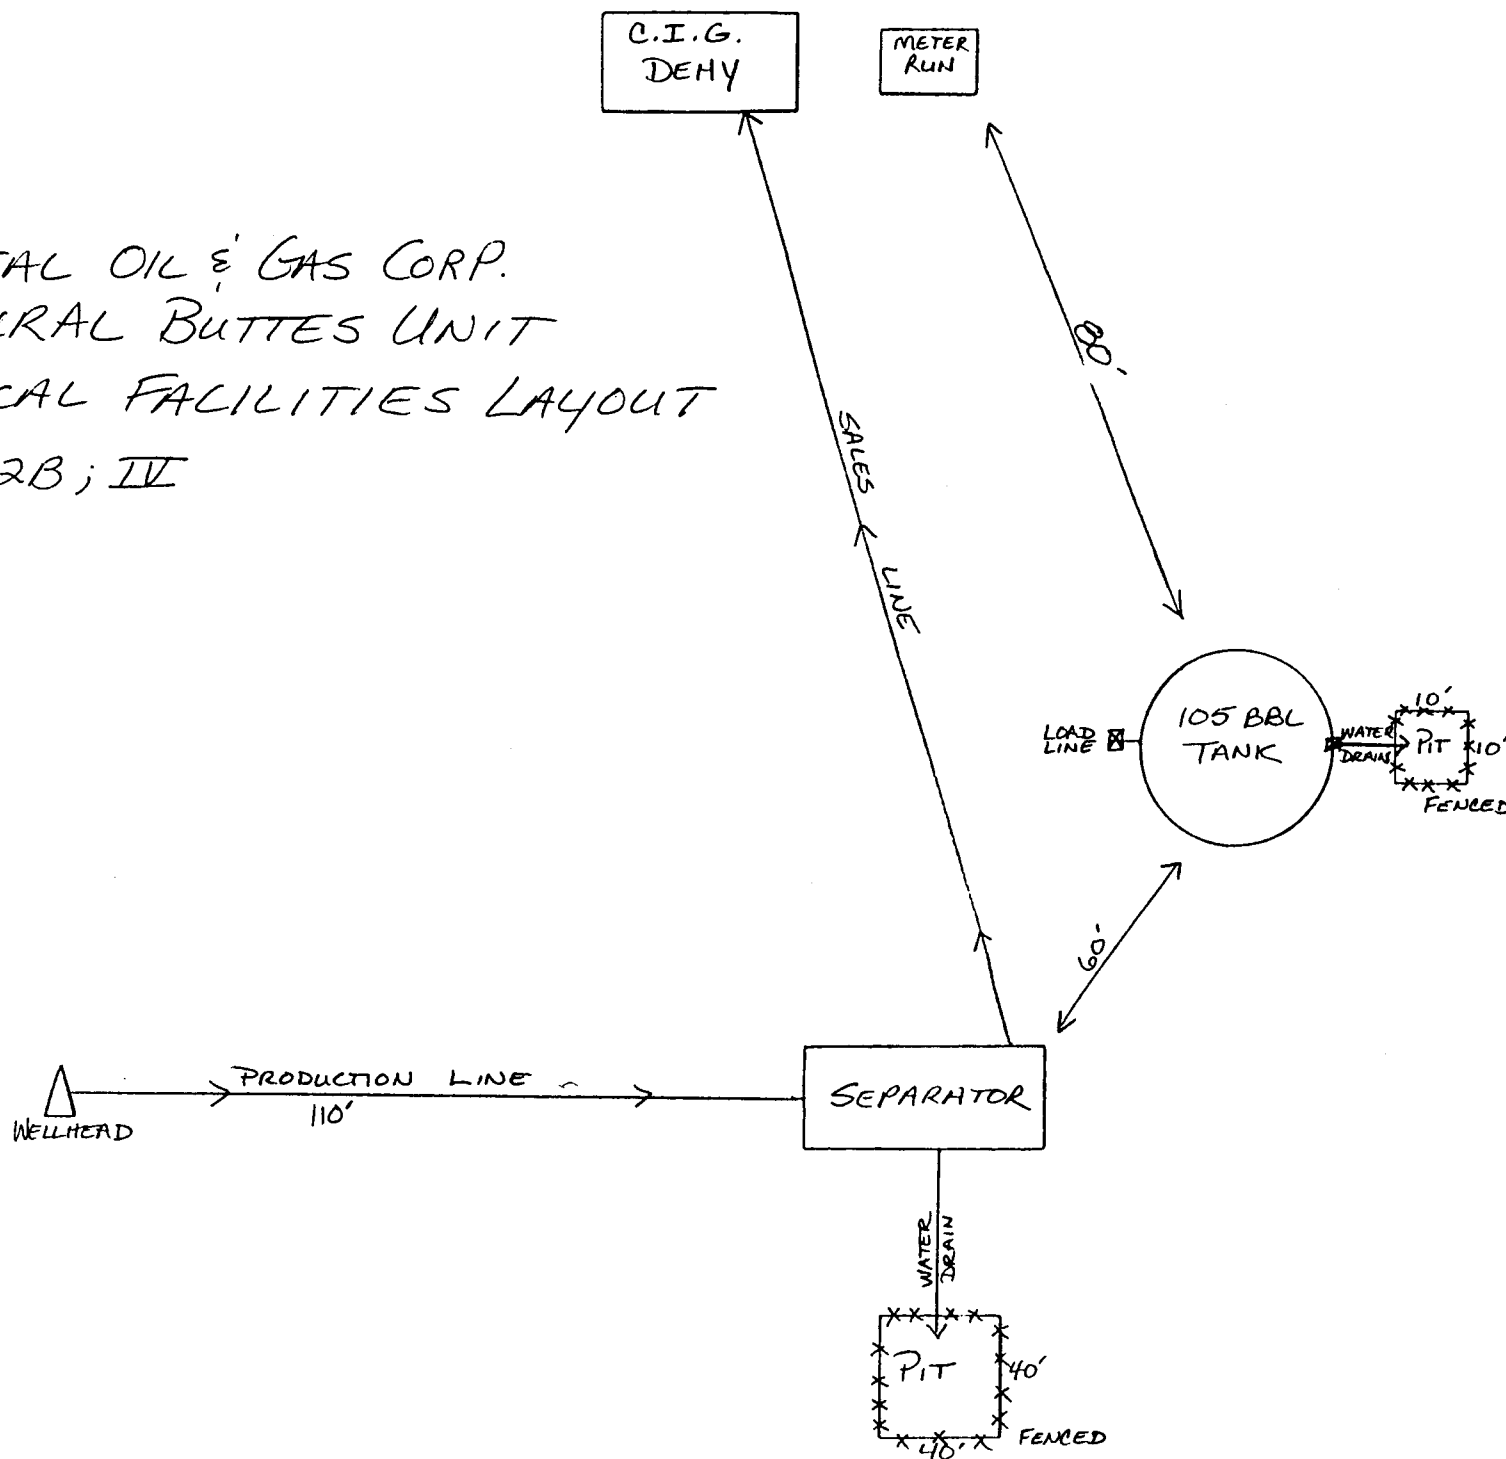 C.I.G.
DEHY
METER
RUN
TAL OIL & GAS CORP.
RAL BUTTES UNIT
CAL FACILITIES LAYOUT
2B; IV
80'
SALES LINE
105 BBL
TANK
LOAD
LINE
WATER
DRAIN
10'
PIT
10'
FENCED
60'
PRODUCTION LINE
110'
WELLHEAD
SEPARATOR
WATER
DRAIN
PIT
40'
40'
FENCED